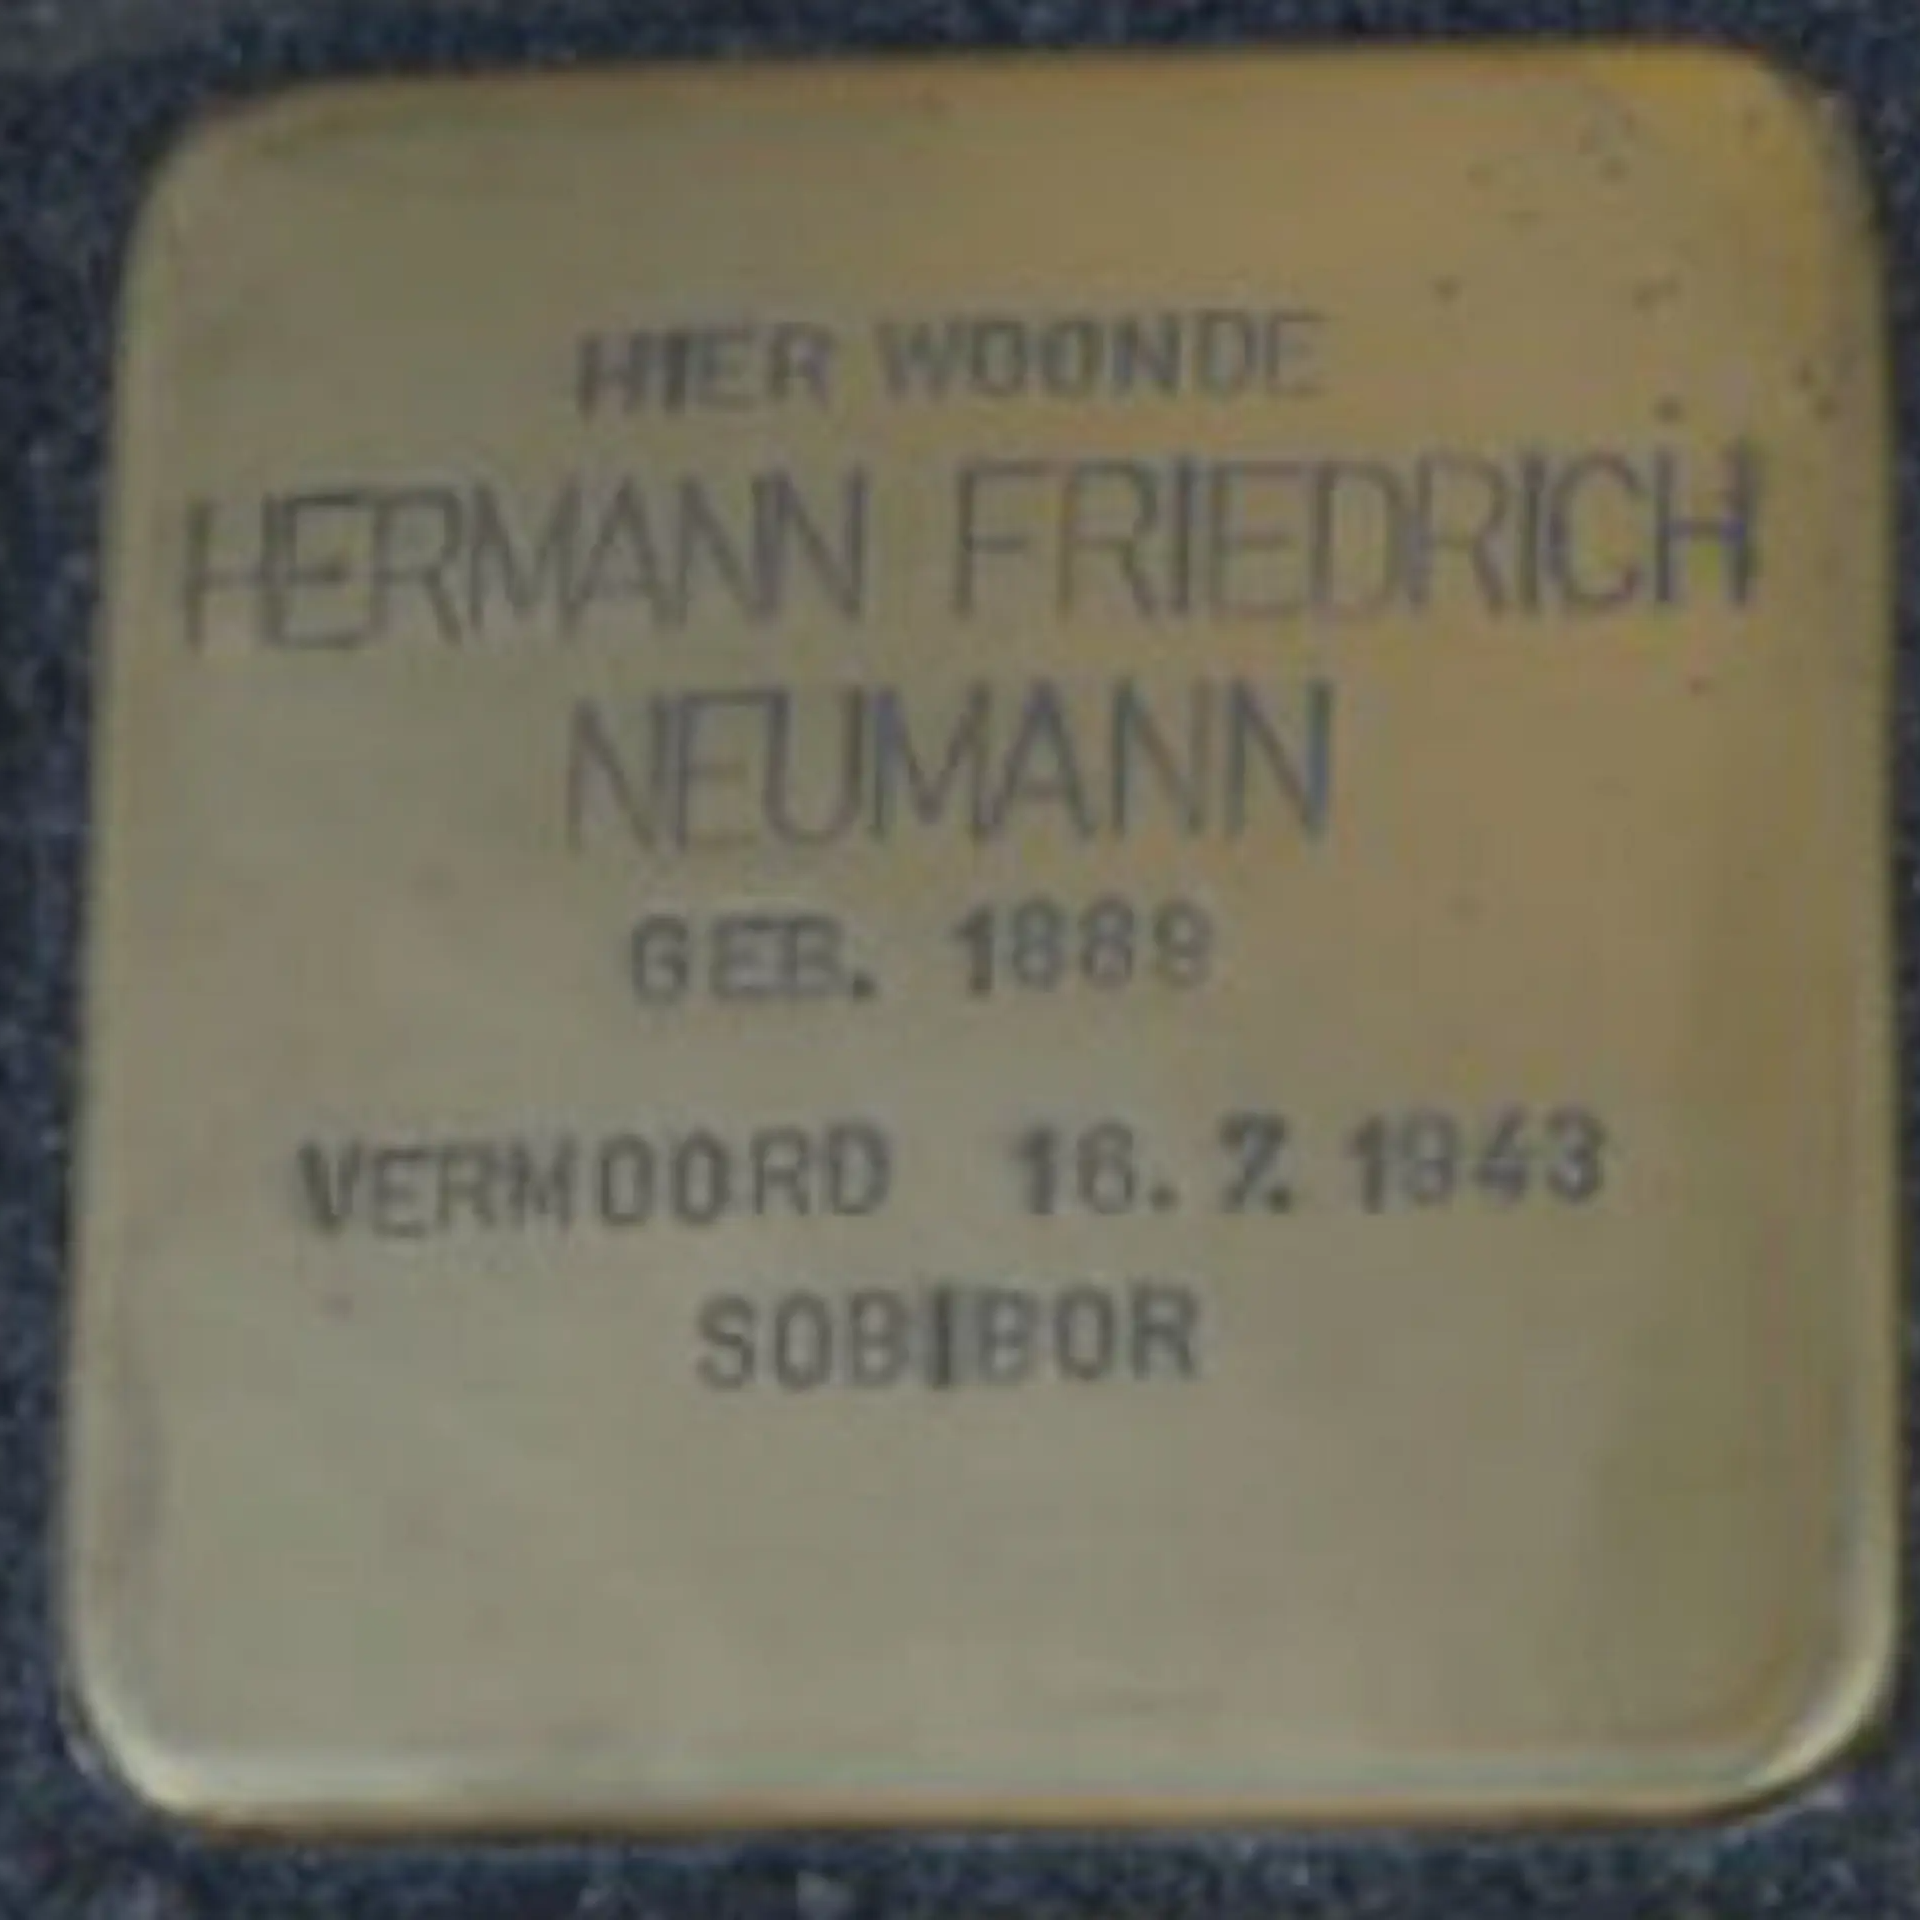 HIER WOONDE
HERMANN FRIEDRICH
NEUMANN
GEB. 1889
VERMOORD 16.7.1943
SOBIBOR